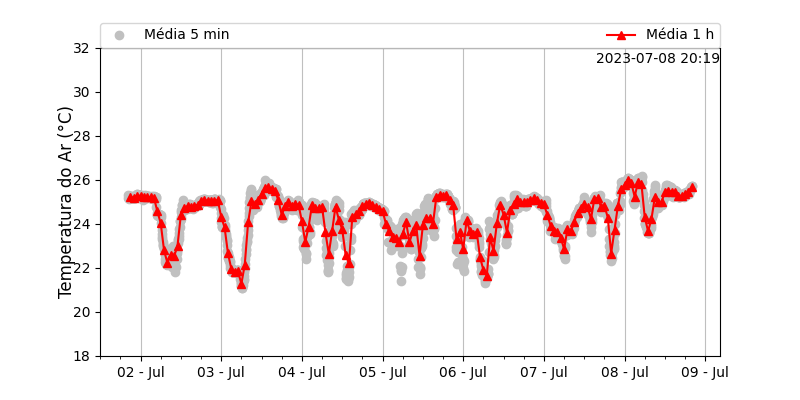 Média 5 min
Média 1 h
2023-07-08 20:19
Temperatura do Ar (°C)
32
30
28
26
24
22
20
18
02 - Jul
03 - Jul
04 - Jul
05 - Jul
06 - Jul
07 - Jul
08 - Jul
09 - Jul